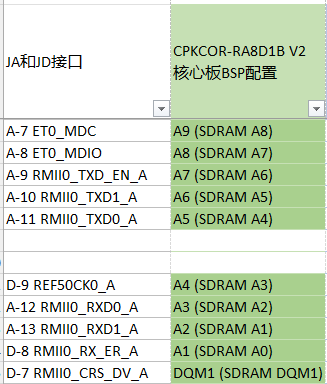 JA和JD接口 CPKCOR-RA8D1B V2
核心板BSP配置
A-7 ET0_MDC A9 (SDRAM A8)
A-8 ET0_MDIO A8 (SDRAM A7)
A-9 RMII0_TXD_EN_A A7 (SDRAM A6)
A-10 RMII0_TXD1_A A6 (SDRAM A5)
A-11 RMII0_TXD0_A A5 (SDRAM A4)
D-9 REF50CK0_A A4 (SDRAM A3)
A-12 RMII0_RXD0_A A3 (SDRAM A2)
A-13 RMII0_RXD1_A A2 (SDRAM A1)
D-8 RMII0_RX_ER_A A1 (SDRAM A0)
D-7 RMII0_CRS_DV_A DQM1 (SDRAM DQM1)